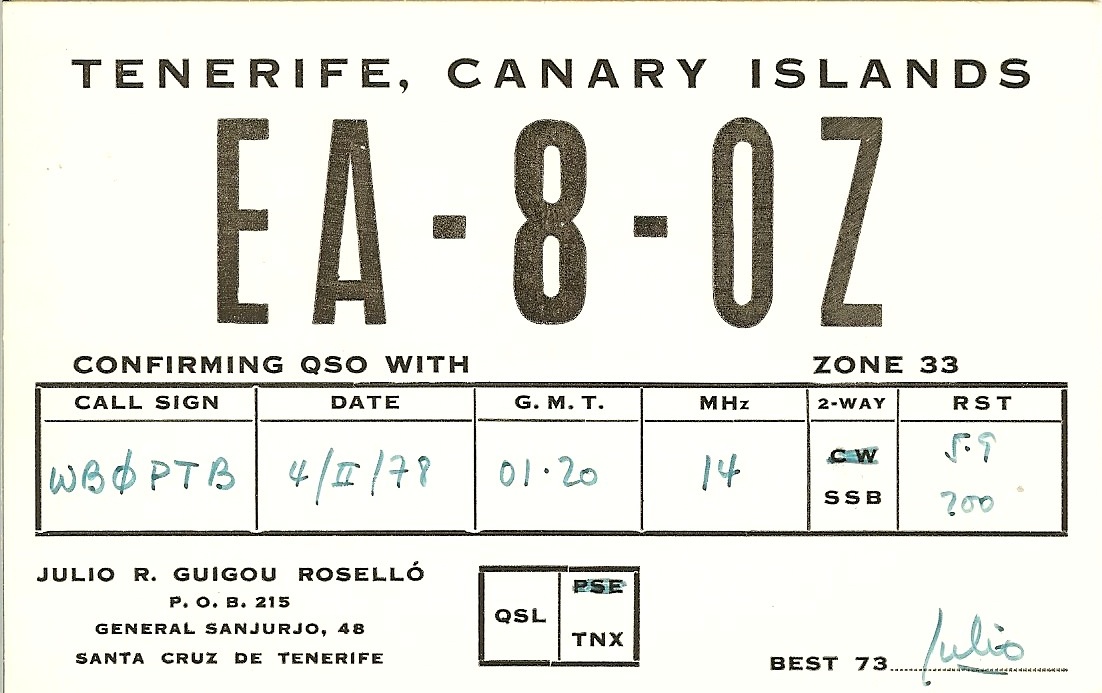 TENERIFE, CANARY ISLANDS
EA-8-OZ
CONFIRMING QSO WITH ZONE 33
CALL SIGN DATE G. M. T. MHz 2-WAY RST
WBØPTB 4/II/78 01·20 14 CW 5.9
SSB 200
JULIO R. GUIGOU ROSELLÓ
P. O. B. 215
GENERAL SANJURJO, 48
SANTA CRUZ DE TENERIFE
QSL PSE
TNX
BEST 73 Julio